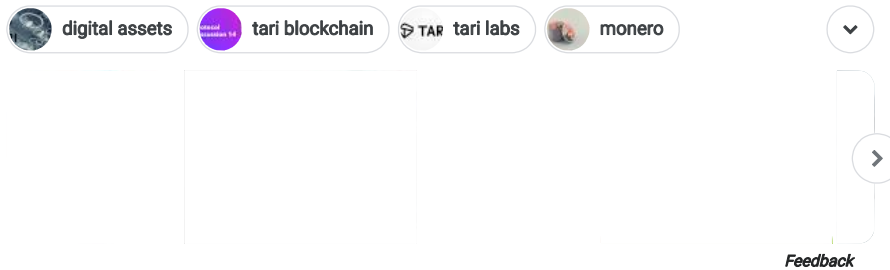 digital assets
tari blockchain
TAR
tari labs
monero
Feedback